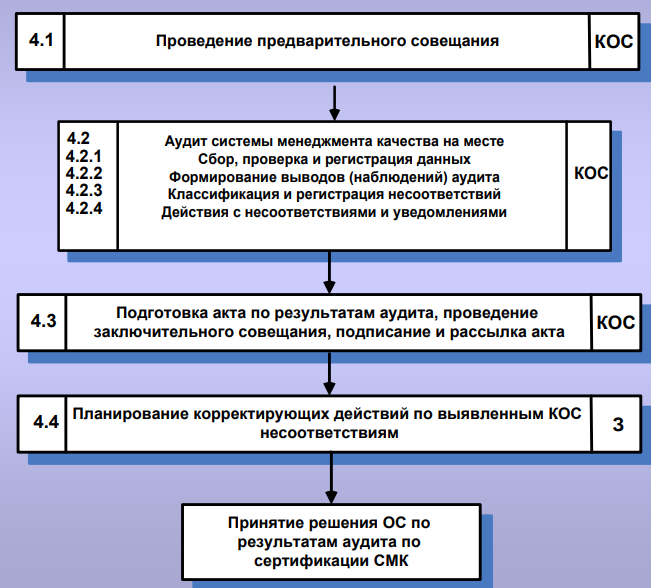 4.1 Проведение предварительного совещания КОС
4.2 Аудит системы менеджмента качества на месте
4.2.1 Сбор, проверка и регистрация данных
4.2.2 Формирование выводов (наблюдений) аудита КОС
4.2.3 Классификация и регистрация несоответствий
4.2.4 Действия с несоответствиями и уведомлениями
4.3 Подготовка акта по результатам аудита, проведение КОС
заключительного совещания, подписание и рассылка акта
4.4 Планирование корректирующих действий по выявленным КОС З
несоответствиям
Принятие решения ОС по
результатам аудита по
сертификации СМК